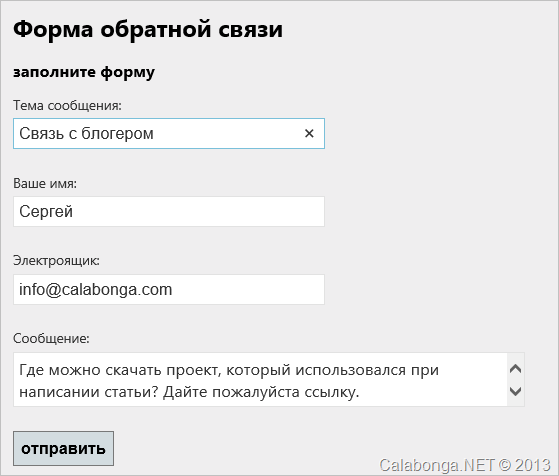 Форма обратной связи
заполните форму
Тема сообщения:
Связь с блогером
Ваше имя:
Сергей
Электроящик:
info@calabonga.com
Сообщение:
Где можно скачать проект, который использовался при
написании статьи? Дайте пожалуйста ссылку.
отправить
Calabonga.NET © 2013